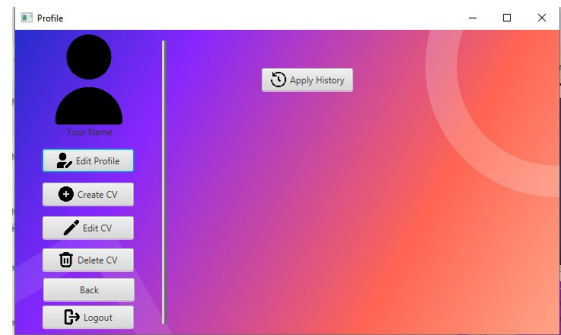 Profile
Your Name
Edit Profile
Create CV
Edit CV
Delete CV
Back
Logout
Apply History